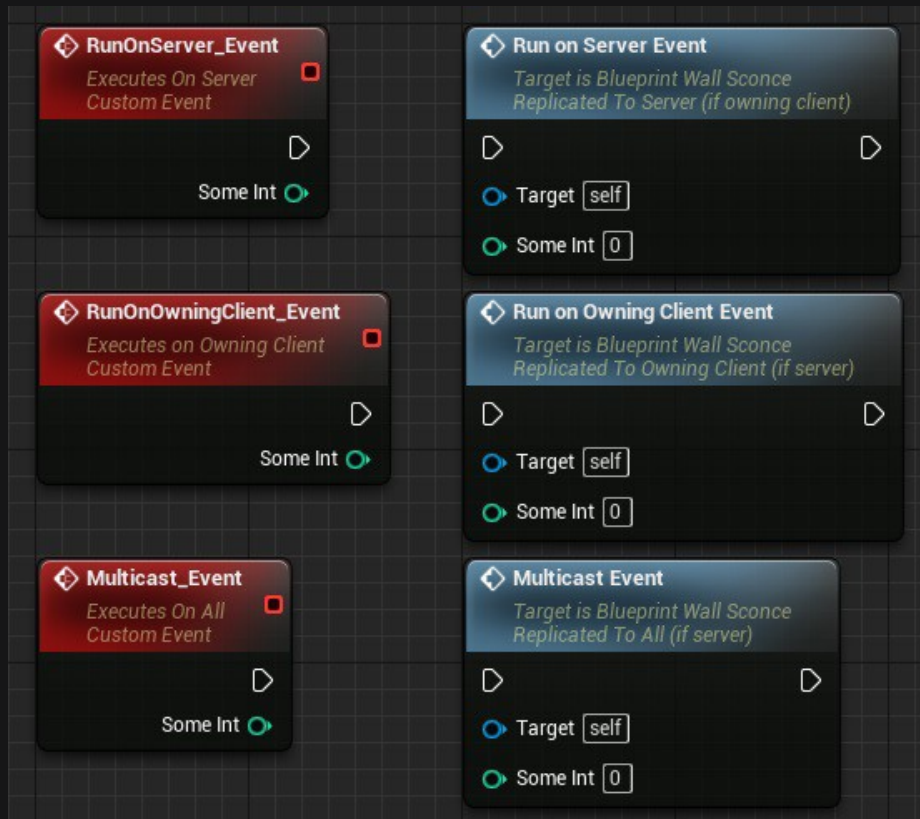 RunOnServer_Event
Executes On Server
Custom Event
Some Int
Run on Server Event
Target is Blueprint Wall Sconce
Replicated To Server (if owning client)
Target self
Some Int 0
RunOnOwningClient_Event
Executes on Owning Client
Custom Event
Some Int
Run on Owning Client Event
Target is Blueprint Wall Sconce
Replicated To Owning Client (if server)
Target self
Some Int 0
Multicast_Event
Executes On All
Custom Event
Some Int
Multicast Event
Target is Blueprint Wall Sconce
Replicated To All (if server)
Target self
Some Int 0